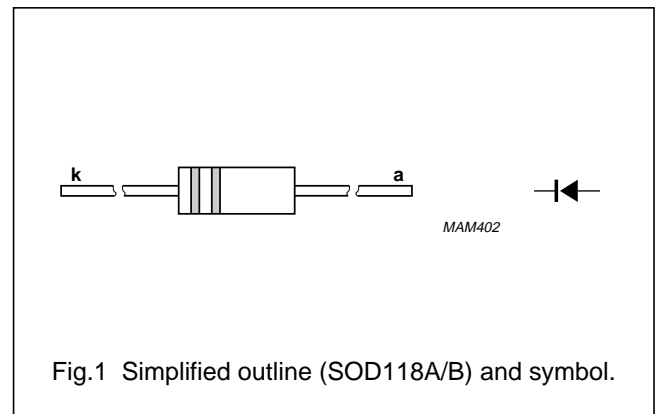 k
a
MAM402
Fig.1 Simplified outline (SOD118A/B) and symbol.